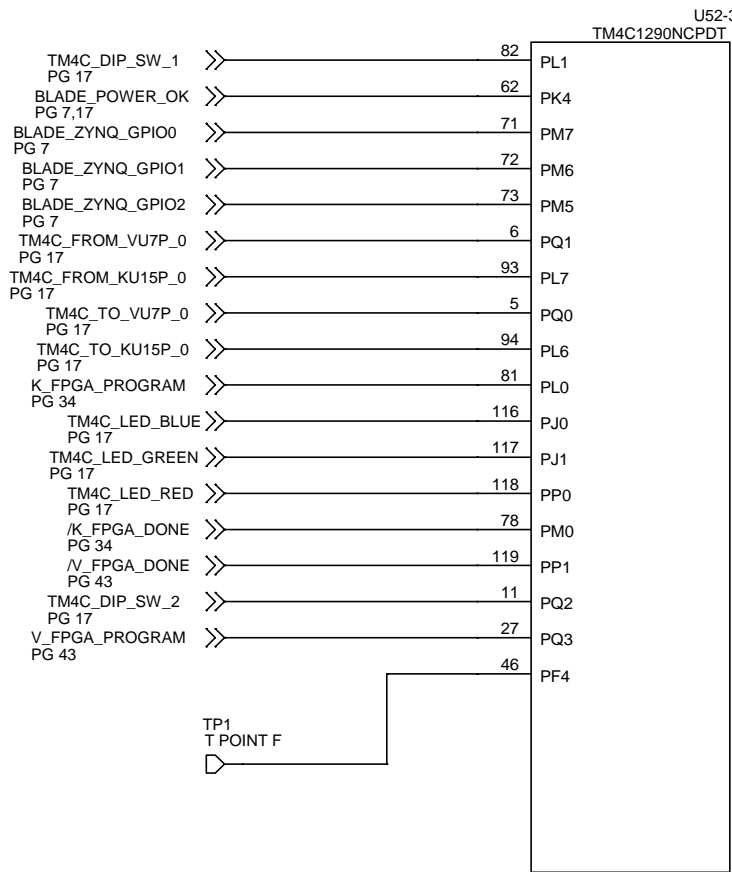 U52-3
TM4C1290NCPDT
TM4C_DIP_SW_1 82 PL1
PG 17
BLADE_POWER_OK 62 PK4
PG 7,17
BLADE_ZYNQ_GPIO0 71 PM7
PG 7
BLADE_ZYNQ_GPIO1 72 PM6
PG 7
BLADE_ZYNQ_GPIO2 73 PM5
PG 7
TM4C_FROM_VU7P_0 6 PQ1
PG 17
TM4C_FROM_KU15P_0 93 PL7
PG 17
TM4C_TO_VU7P_0 5 PQ0
PG 17
TM4C_TO_KU15P_0 94 PL6
PG 17
K_FPGA_PROGRAM 81 PL0
PG 34
TM4C_LED_BLUE 116 PJ0
PG 17
TM4C_LED_GREEN 117 PJ1
PG 17
TM4C_LED_RED 118 PP0
PG 17
/K_FPGA_DONE 78 PM0
PG 34
/V_FPGA_DONE 119 PP1
PG 43
TM4C_DIP_SW_2 11 PQ2
PG 17
V_FPGA_PROGRAM 27 PQ3
PG 43
46 PF4
TP1
T POINT F